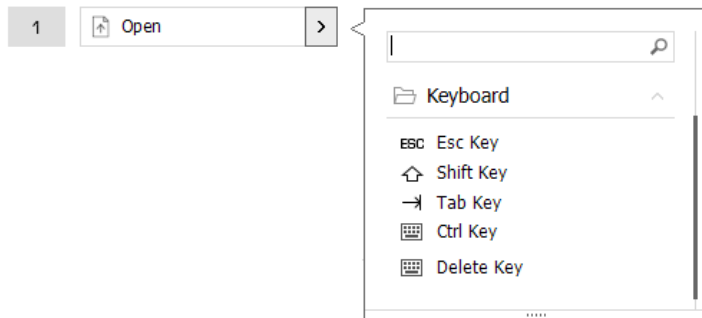 1 Open
Keyboard
ESC Esc Key
Shift Key
Tab Key
Ctrl Key
Delete Key